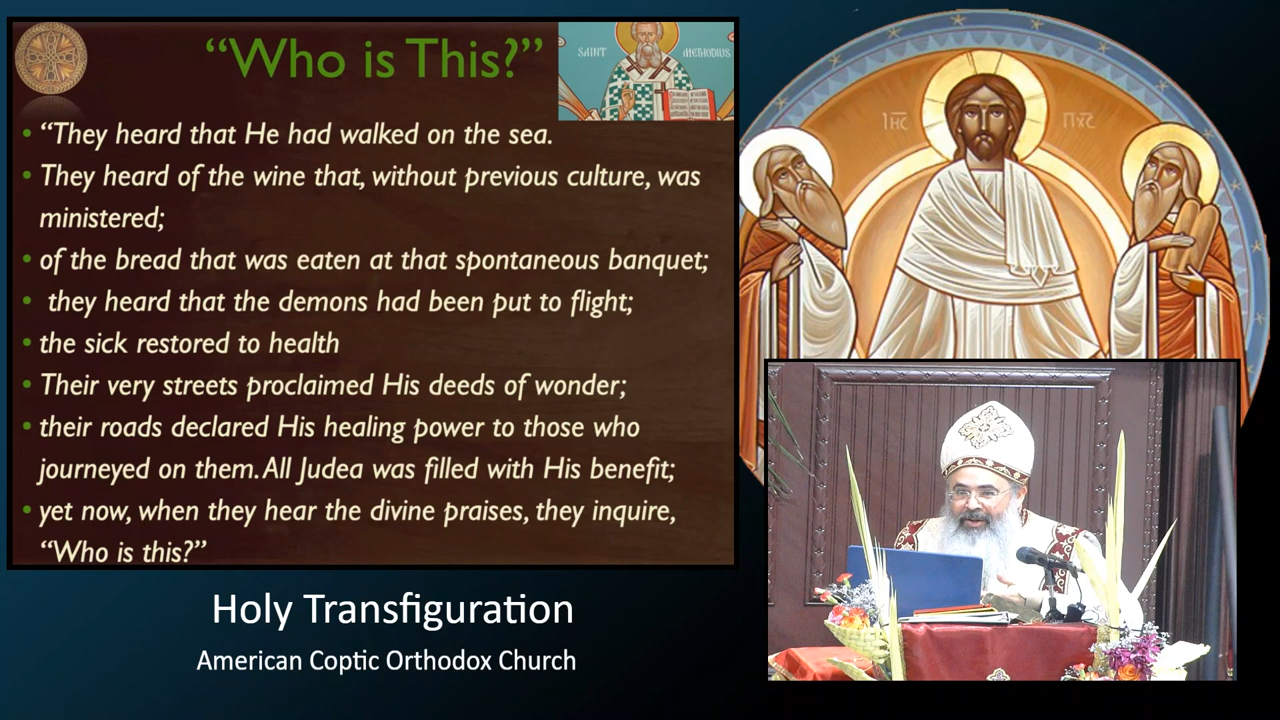 “Who is This?”
SAINT METHODIUS
• “They heard that He had walked on the sea.
• They heard of the wine that, without previous culture, was
ministered;
• of the bread that was eaten at that spontaneous banquet;
• they heard that the demons had been put to flight;
• the sick restored to health
• Their very streets proclaimed His deeds of wonder;
• their roads declared His healing power to those who
journeyed on them. All Judea was filled with His benefit;
• yet now, when they hear the divine praises, they inquire,
“Who is this?”
Holy Transfiguration
American Coptic Orthodox Church